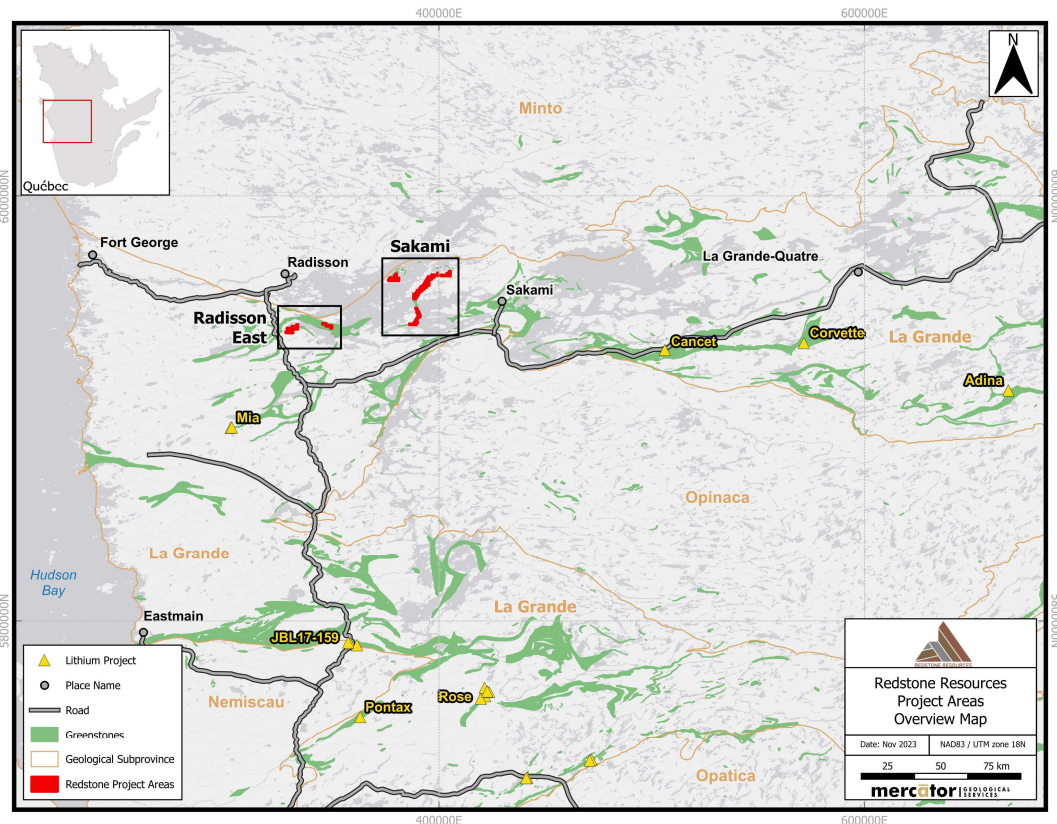 400000E
600000E
N
Minto
Québec
6000000N
6000000N
Fort George
Sakami
Radisson
La Grande-Quatre
Sakami
Radisson
East
Cancet
Corvette
La Grande
Adina
Mia
Opinaca
La Grande
Hudson
Bay
La Grande
Eastmain
5800000N
5800000N
JBL17-159
Lithium Project
Place Name
Road
Greenstones
Geological Subprovince
Redstone Project Areas
Nemiscau
Rose
Pontax
Opatica
REDSTONE RESOURCES
Redstone Resources
Project Areas
Overview Map
Date: Nov 2023 NAD83 / UTM zone 18N
25 50 75 km
mercator GEOLOGICAL
SERVICES
400000E
600000E